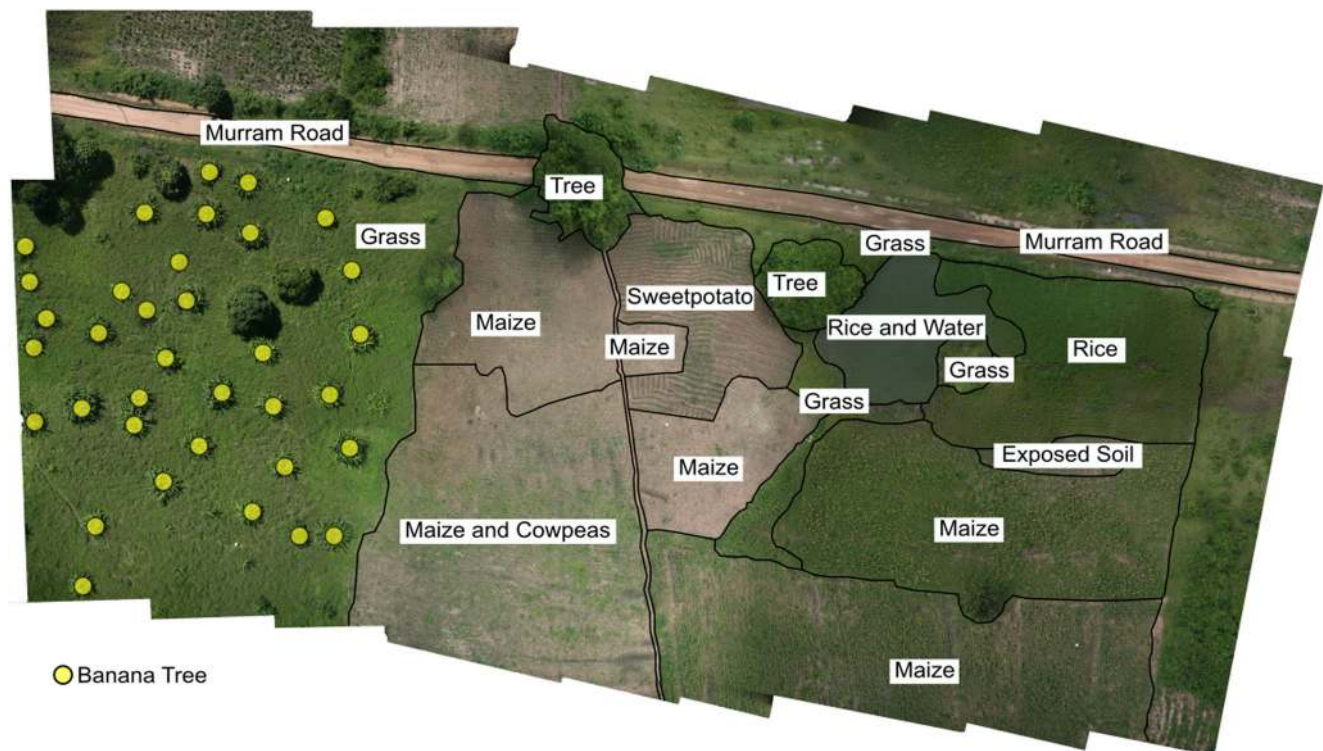 Murram Road
Tree
Grass
Grass
Murram Road
Tree
Sweetpotato
Maize
Rice and Water
Maize
Rice
Grass
Grass
Exposed Soil
Maize
Maize and Cowpeas
Maize
Maize
Banana Tree